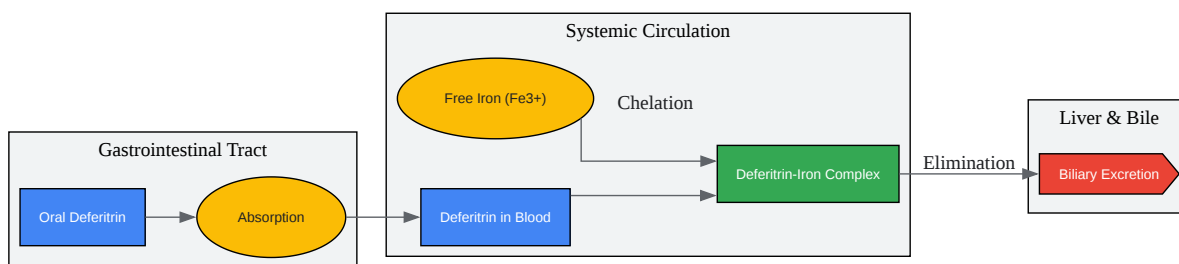 Gastrointestinal Tract
Oral Deferitrin
Absorption
Systemic Circulation
Free Iron (Fe3+)
Chelation
Deferitrin in Blood
Deferitrin-Iron Complex
Elimination
Liver & Bile
Biliary Excretion